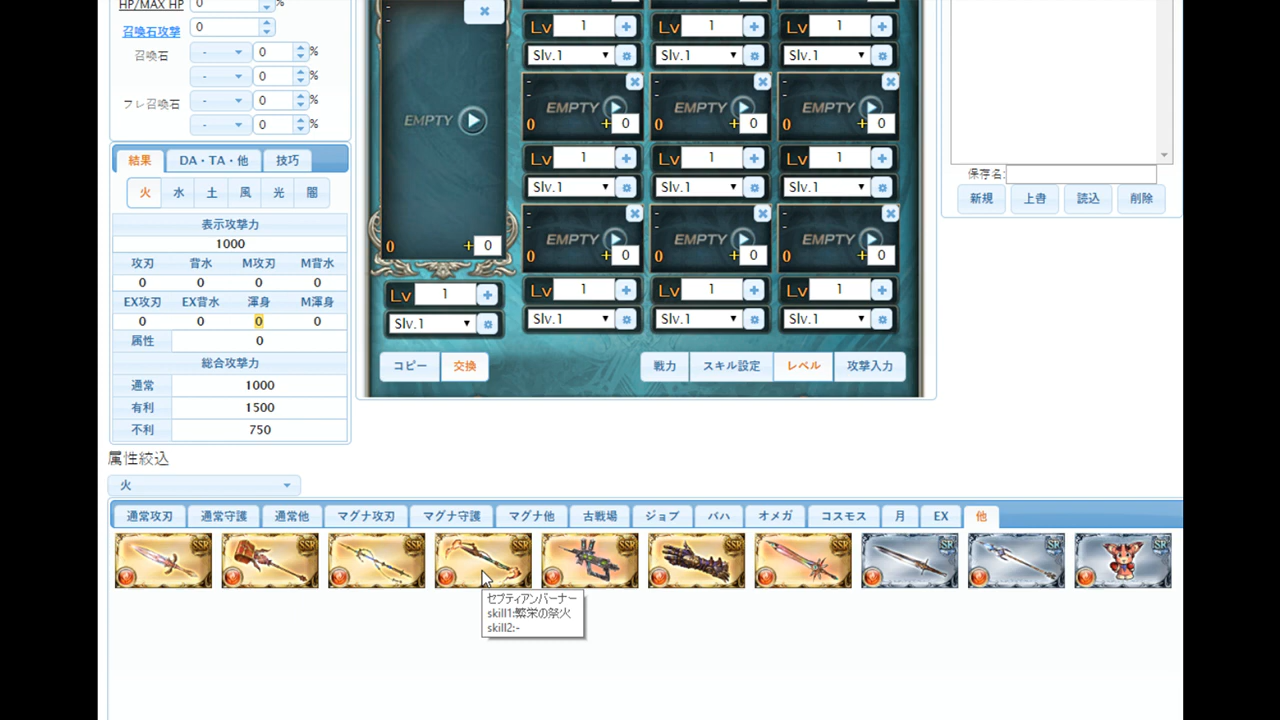 HP/MAX HP 0 %
召喚石攻撃 0
召喚石 - 0 %
- 0 %
フレ召喚石 - 0 %
- 0 %
結果 DA・TA・他 技巧
火 水 土 風 光 闇
表示攻撃力
1000
攻刃 背水 M攻刃 M背水
0 0 0 0
EX攻刃 EX背水 渾身 M渾身
0 0 0 0
属性 0
総合攻撃力
通常 1000
有利 1500
不利 750
-
-
EMPTY
0 +0
Lv 1
Slv.1
コピー 交換
Lv 1 Lv 1 Lv 1
Slv.1 Slv.1 Slv.1
- - -
- - -
EMPTY EMPTY EMPTY
0 +0 0 +0 0 +0
Lv 1 Lv 1 Lv 1
Slv.1 Slv.1 Slv.1
- - -
- - -
EMPTY EMPTY EMPTY
0 +0 0 +0 0 +0
Lv 1 Lv 1 Lv 1
Slv.1 Slv.1 Slv.1
戦力 スキル設定 レベル 攻撃入力
保存名:
新規 上書 読込 削除
属性絞込
火
通常攻刃 通常守護 通常他 マグナ攻刃 マグナ守護 マグナ他 古戦場 ジョブ バハ オメガ コスモス 月 EX 他
SSR SSR SSR SSR SSR SSR SSR SR SR SR
セプティアンバーナー
skill1:繁栄の祭火
skill2:-